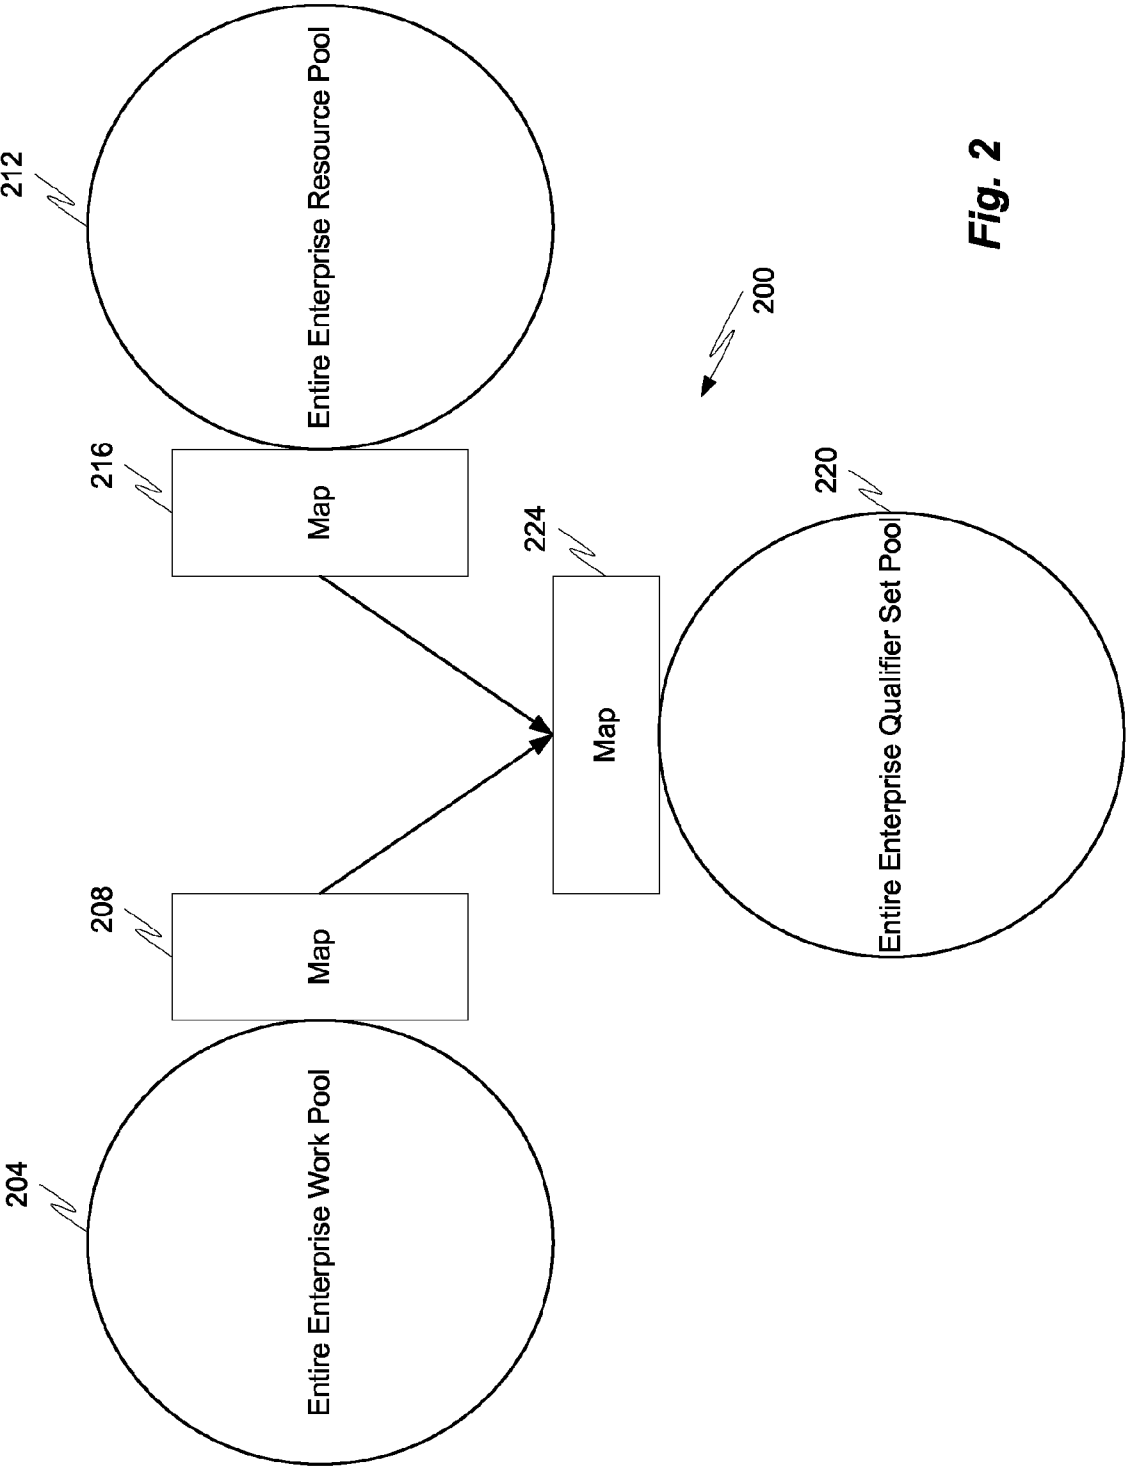 204
Entire Enterprise Work Pool
208
Map
216
Map
212
Entire Enterprise Resource Pool
224
Map
220
Entire Enterprise Qualifier Set Pool
200
Fig. 2